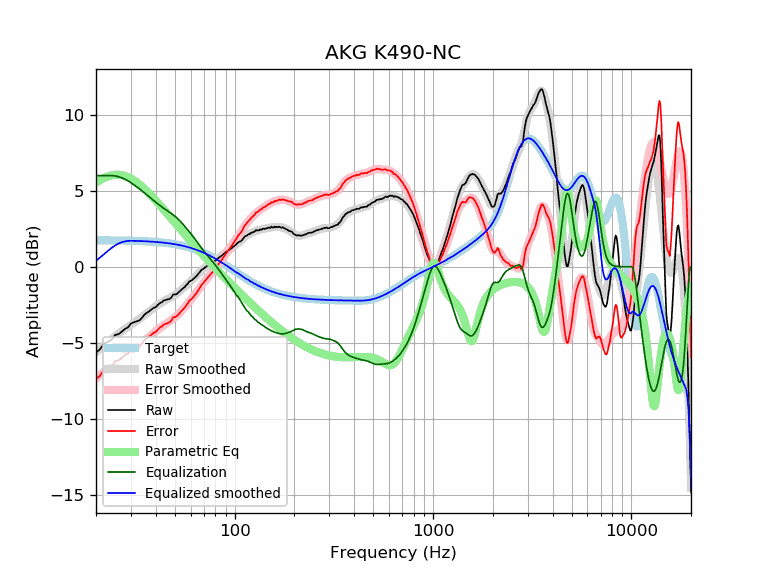 AKG K490-NC
Amplitude (dBr)
10
5
0
−5
−10
−15
Target
Raw Smoothed
Error Smoothed
Raw
Error
Parametric Eq
Equalization
Equalized smoothed
100
1000
10000
Frequency (Hz)